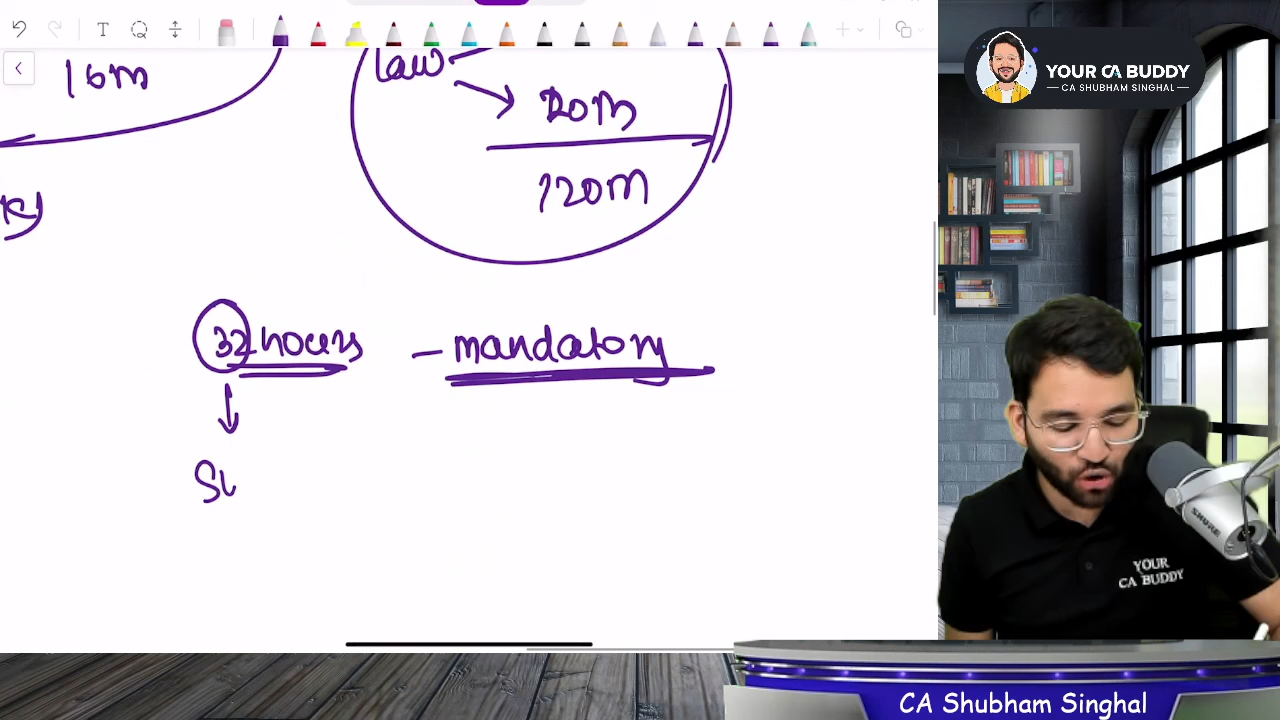 16m
Law
20m
120m
32 hours - mandatory
YOUR CA BUDDY
- CA SHUBHAM SINGHAL -
SHURE
YOUR
CA BUDDY
CA Shubham Singhal